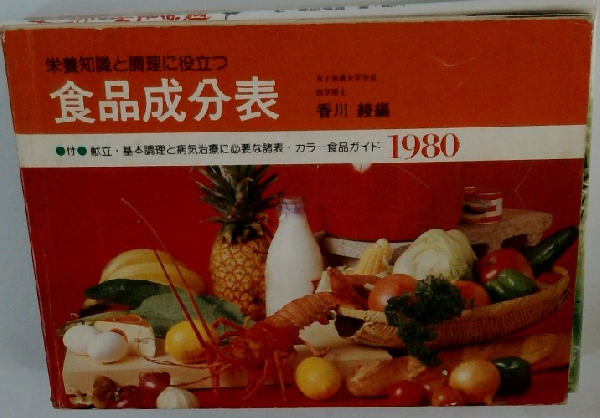 栄養知識と調理に役立つ
食品成分表
女子栄養大学学長
医学博士
香川 綾編
●付● 献立・基本調理と病気治療に必要な諸表・カラー食品ガイド 1980